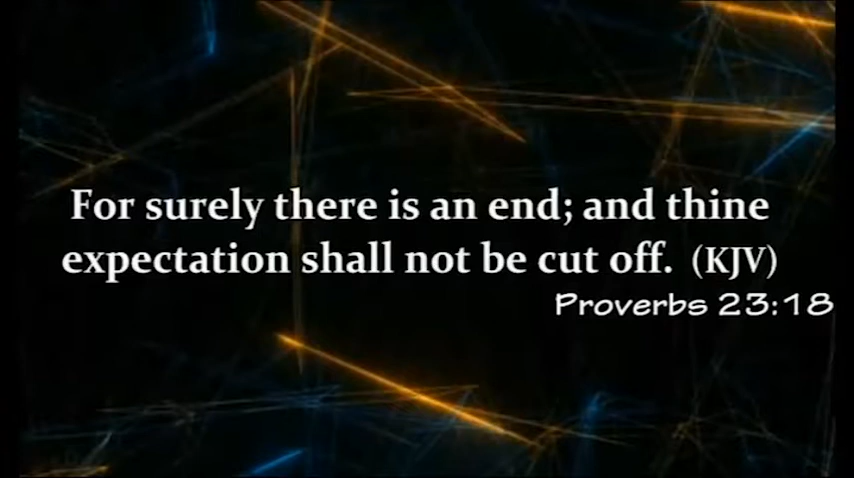 For surely there is an end; and thine
expectation shall not be cut off. (KJV)
Proverbs 23:18